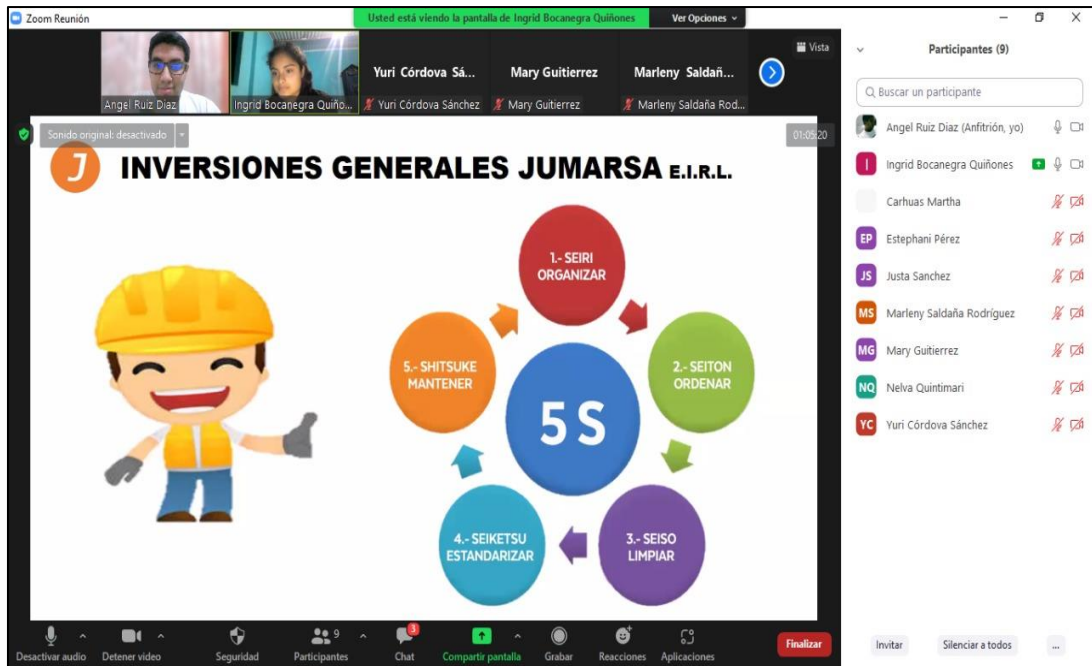 Zoom Reunión
Usted está viendo la pantalla de Ingrid Bocanegra Quiñones
Ver Opciones
Vista
Angel Ruiz Diaz
Ingrid Bocanegra Quiño...
Yuri Córdova Sá...
Yuri Córdova Sánchez
Mary Guitierrez
Mary Guitierrez
Marleny Saldañ...
Marleny Saldaña Rod...
Sonido original: desactivado
01:05:20
J INVERSIONES GENERALES JUMARSA E.I.R.L.
1.- SEIRI
ORGANIZAR
2.- SEITON
ORDENAR
3.- SEISO
LIMPIAR
4.- SEIKETSU
ESTANDARIZAR
5.- SHITSUKE
MANTENER
5 S
Desactivar audio
Detener video
Seguridad
Participantes
9
Chat
3
Compartir pantalla
Grabar
Reacciones
Aplicaciones
Finalizar
Participantes (9)
Buscar un participante
Angel Ruiz Diaz (Anfitrión, yo)
I Ingrid Bocanegra Quiñones
Carhuas Martha
EP Estephani Pérez
JS Justa Sanchez
MS Marleny Saldaña Rodríguez
MG Mary Guitierrez
NQ Nelva Quintimari
YC Yuri Córdova Sánchez
Invitar
Silenciar a todos
...